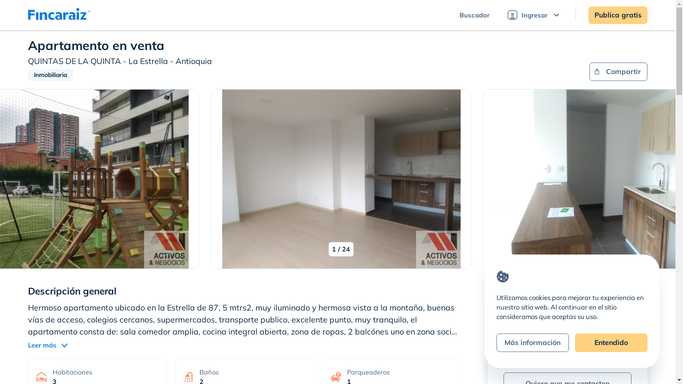 Fincaraiz
Buscador
Ingresar
Publica gratis
Apartamento en venta
QUINTAS DE LA QUINTA - La Estrella - Antioquia
Inmobiliaria
Compartir
ACTIVOS
& NEGOCIOS
1 / 24
ACTIVOS
& NEGOCIOS
Descripción general
Hermoso apartamento ubicado en la Estrella de 87, 5 mtrs2, muy iluminado y hermosa vista a la montaña, buenas
vías de acceso, colegios cercanos, supermercados, transporte publico, excelente punto, muy tranquilo, el
apartamento consta de: sala comedor amplia, cocina integral abierta, zona de ropas, 2 balcónes uno en zona soci...
Leer más
Habitaciones
3
Baños
2
Parqueaderos
1
Utilizamos cookies para mejorar tu experiencia en
nuestro sitio web. Al continuar en el sitio
consideramos que aceptas su uso.
Más información
Entendido
Quiero que me contacten